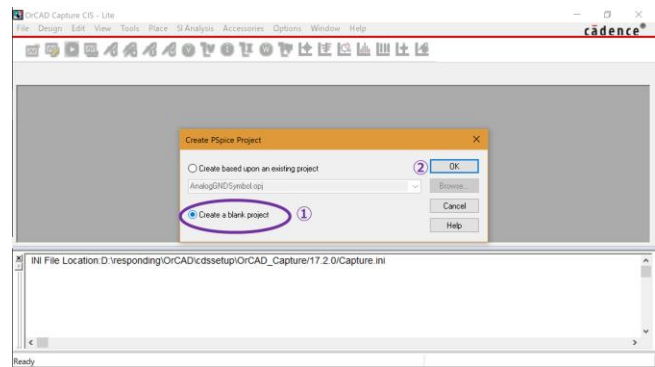 OrCAD Capture CIS - Lite
File Design Edit View Tools Place SI Analysis Accessories Options Window Help
cādence®
Create PSpice Project
Create based upon an existing project
② OK
AnalogGNDSymbol.opj
Browse...
Create a blank project ①
Cancel
Help
INI File Location:D:\responding\OrCAD\cdssetup\OrCAD_Capture/17.2.0/Capture.ini
Ready